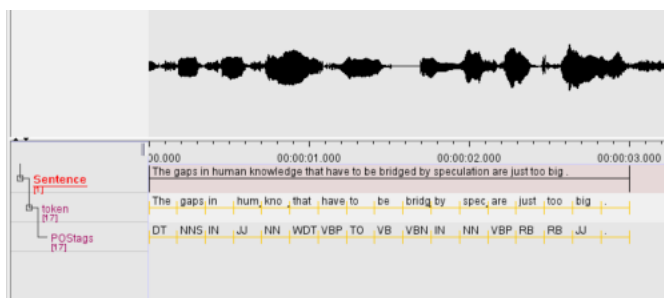 00.000 00:00:01.000 00:00:02.000 00:00:03.000
Sentence
[1]
The gaps in human knowledge that have to be bridged by speculation are just too big .
token
[17]
The gaps in hum kno that have to be bridg by spec are just too big .
POStags
[17]
DT NNS IN JJ NN WDT VBP TO VB VBN IN NN VBP RB RB JJ .